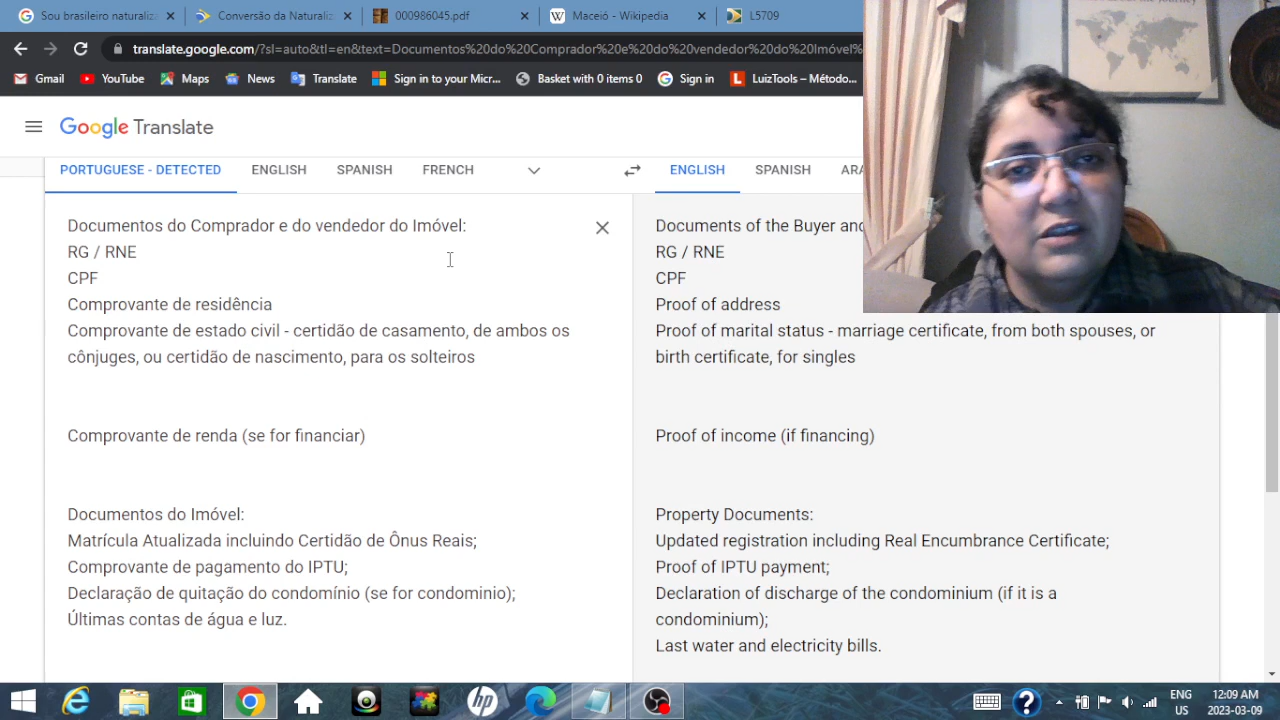 Sou brasileiro naturaliz
Conversão da Naturaliz
000986045.pdf
Maceió - Wikipedia
L5709
translate.google.com/?sl=auto&tl=en&text=Documentos%20do%20Comprador%20e%20do%20vendedor%20do%20Imóvel%
Gmail
YouTube
Maps
News
Translate
Sign in to your Micr...
Basket with 0 items 0
Sign in
LuizTools – Método...
Google Translate
PORTUGUESE - DETECTED
ENGLISH
SPANISH
FRENCH
ENGLISH
SPANISH
ARA
Documentos do Comprador e do vendedor do Imóvel:
RG / RNE
CPF
Comprovante de residência
Comprovante de estado civil - certidão de casamento, de ambos os
cônjuges, ou certidão de nascimento, para os solteiros
Comprovante de renda (se for financiar)
Documentos do Imóvel:
Matrícula Atualizada incluindo Certidão de Ônus Reais;
Comprovante de pagamento do IPTU;
Declaração de quitação do condomínio (se for condominio);
Últimas contas de água e luz.
Documents of the Buyer and
RG / RNE
CPF
Proof of address
Proof of marital status - marriage certificate, from both spouses, or
birth certificate, for singles
Proof of income (if financing)
Property Documents:
Updated registration including Real Encumbrance Certificate;
Proof of IPTU payment;
Declaration of discharge of the condominium (if it is a
condominium);
Last water and electricity bills.
ENG
US
12:09 AM
2023-03-09